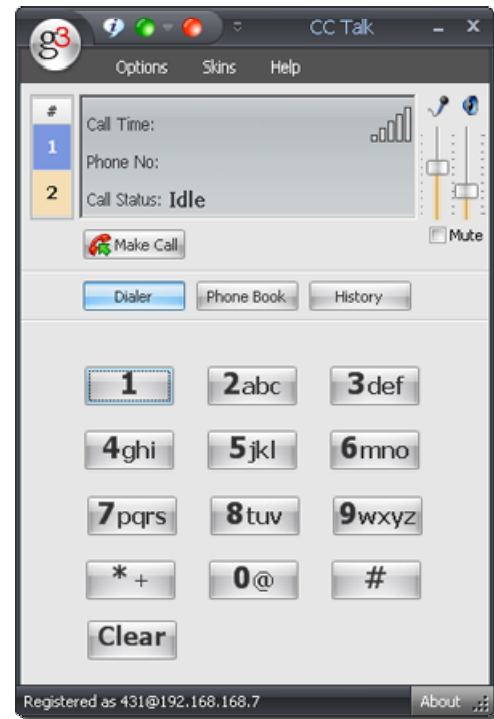 g3 CC Talk
Options Skins Help
#
1
2
Call Time:
Phone No:
Call Status: Idle
Mute
Make Call
Dialer Phone Book History
1 2abc 3def
4ghi 5jkl 6mno
7pqrs 8tuv 9wxyz
*+ 0@ #
Clear
Registered as 431@192.168.168.7 About